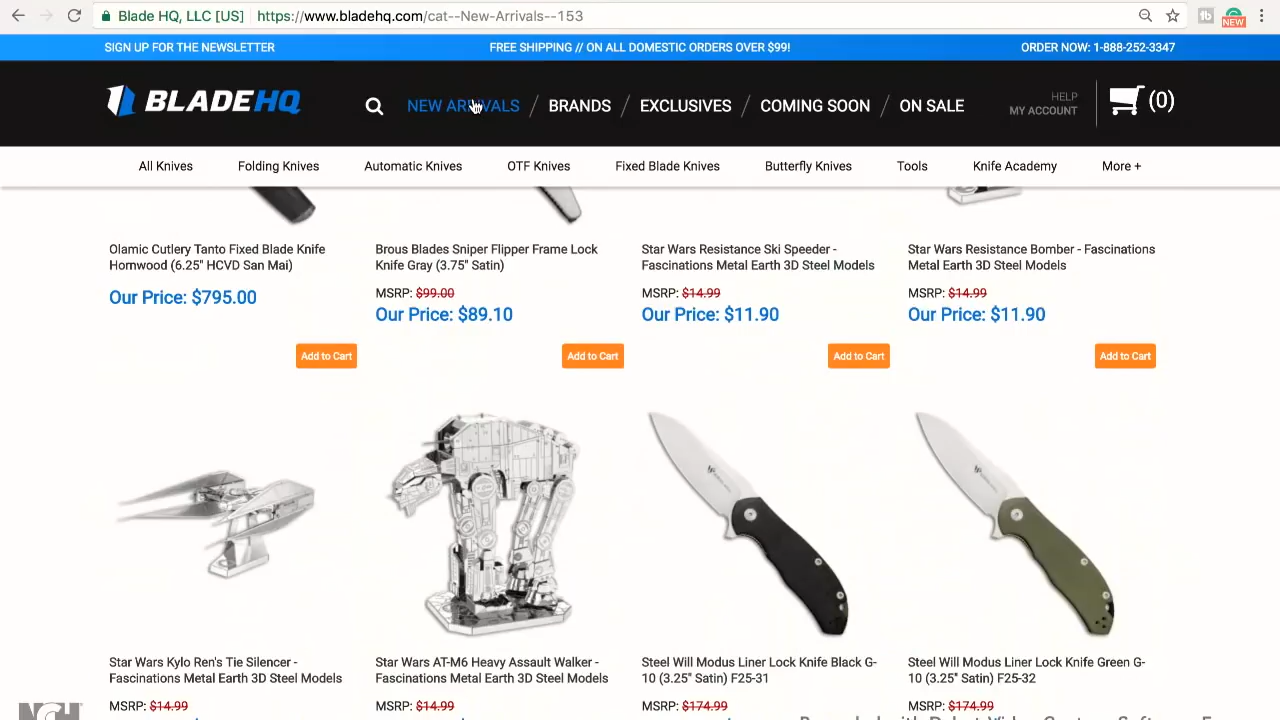 Blade HQ, LLC [US] https://www.bladehq.com/cat--New-Arrivals--153
NEW
SIGN UP FOR THE NEWSLETTER FREE SHIPPING // ON ALL DOMESTIC ORDERS OVER $99! ORDER NOW: 1-888-252-3347
BLADEHQ NEW ARRIVALS / BRANDS / EXCLUSIVES / COMING SOON / ON SALE HELP MY ACCOUNT (0)
All Knives Folding Knives Automatic Knives OTF Knives Fixed Blade Knives Butterfly Knives Tools Knife Academy More +
Olamic Cutlery Tanto Fixed Blade Knife
Hornwood (6.25" HCVD San Mai)
Our Price: $795.00
Add to Cart
Brous Blades Sniper Flipper Frame Lock
Knife Gray (3.75" Satin)
MSRP: $99.00
Our Price: $89.10
Add to Cart
Star Wars Resistance Ski Speeder -
Fascinations Metal Earth 3D Steel Models
MSRP: $14.99
Our Price: $11.90
Add to Cart
Star Wars Resistance Bomber - Fascinations
Metal Earth 3D Steel Models
MSRP: $14.99
Our Price: $11.90
Add to Cart
Star Wars Kylo Ren's Tie Silencer -
Fascinations Metal Earth 3D Steel Models
MSRP: $14.99
Star Wars AT-M6 Heavy Assault Walker -
Fascinations Metal Earth 3D Steel Models
MSRP: $14.99
Steel Will Modus Liner Lock Knife Black G-
10 (3.25" Satin) F25-31
MSRP: $174.99
Steel Will Modus Liner Lock Knife Green G-
10 (3.25" Satin) F25-32
MSRP: $174.99